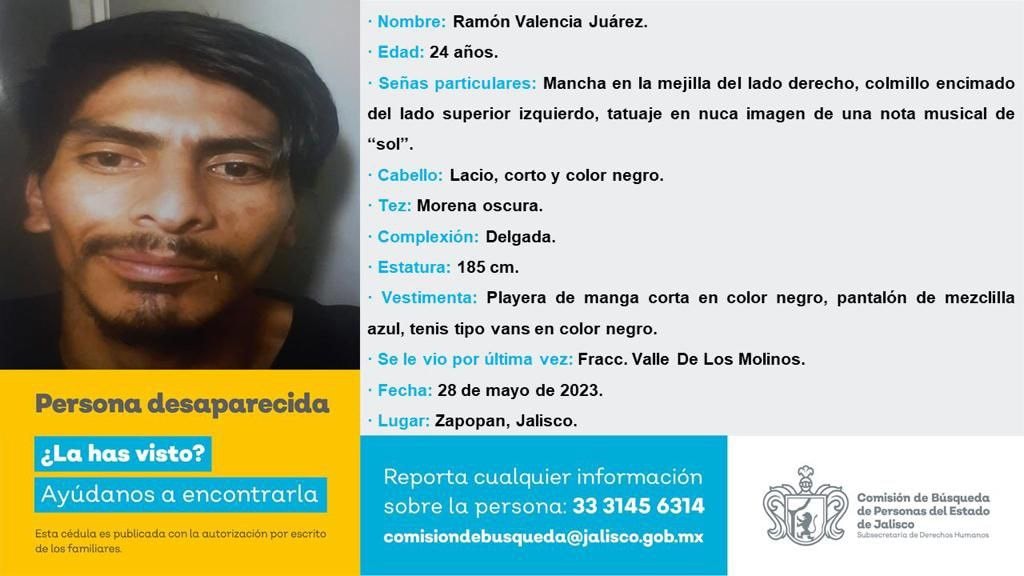 · Nombre: Ramón Valencia Juárez.
· Edad: 24 años.
· Señas particulares: Mancha en la mejilla del lado derecho, colmillo encimado
del lado superior izquierdo, tatuaje en nuca imagen de una nota musical de
“sol”.
· Cabello: Lacio, corto y color negro.
· Tez: Morena oscura.
· Complexión: Delgada.
· Estatura: 185 cm.
· Vestimenta: Playera de manga corta en color negro, pantalón de mezclilla
azul, tenis tipo vans en color negro.
· Se le vio por última vez: Fracc. Valle De Los Molinos.
· Fecha: 28 de mayo de 2023.
· Lugar: Zapopan, Jalisco.
Persona desaparecida
¿La has visto?
Ayúdanos a encontrarla
Esta cédula es publicada con la autorización por escrito
de los familiares.
Reporta cualquier información
sobre la persona: 33 3145 6314
comisiondebusqueda@jalisco.gob.mx
Comisión de Búsqueda
de Personas del Estado
de Jalisco
Subsecretaría de Derechos Humanos